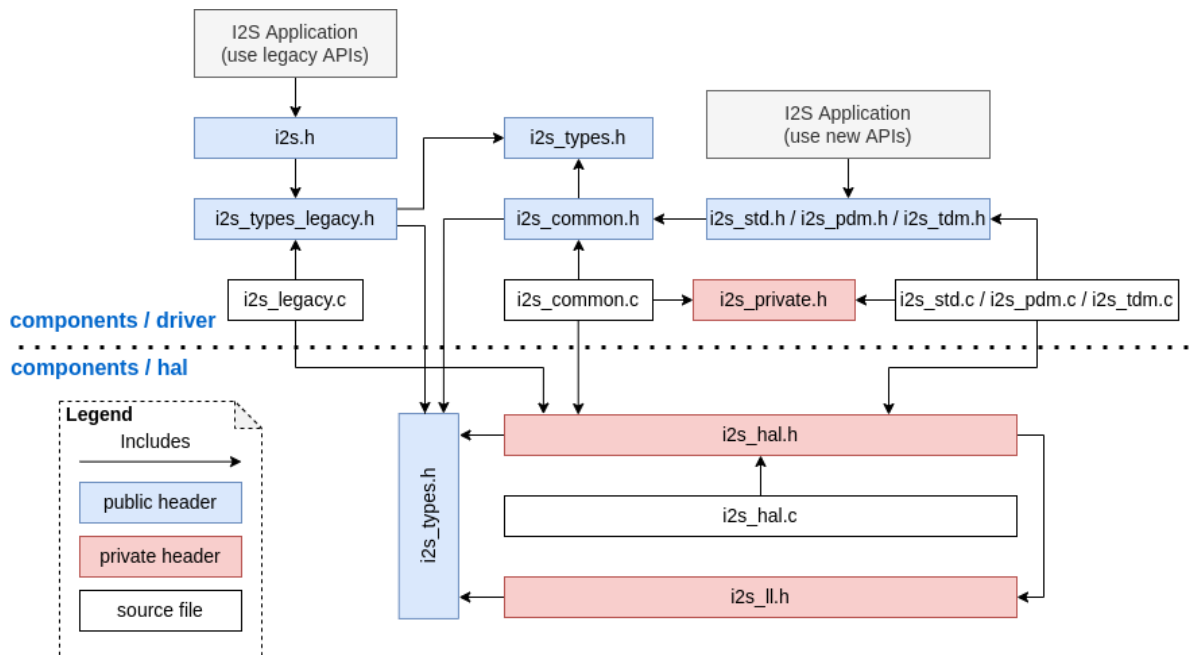 I2S Application
(use legacy APIs)
i2s.h
i2s_types.h
I2S Application
(use new APIs)
i2s_types_legacy.h
i2s_common.h
i2s_std.h / i2s_pdm.h / i2s_tdm.h
i2s_legacy.c
i2s_common.c
i2s_private.h
i2s_std.c / i2s_pdm.c / i2s_tdm.c
components / driver
components / hal
Legend
Includes
public header
private header
source file
i2s_types.h
i2s_hal.h
i2s_hal.c
i2s_ll.h